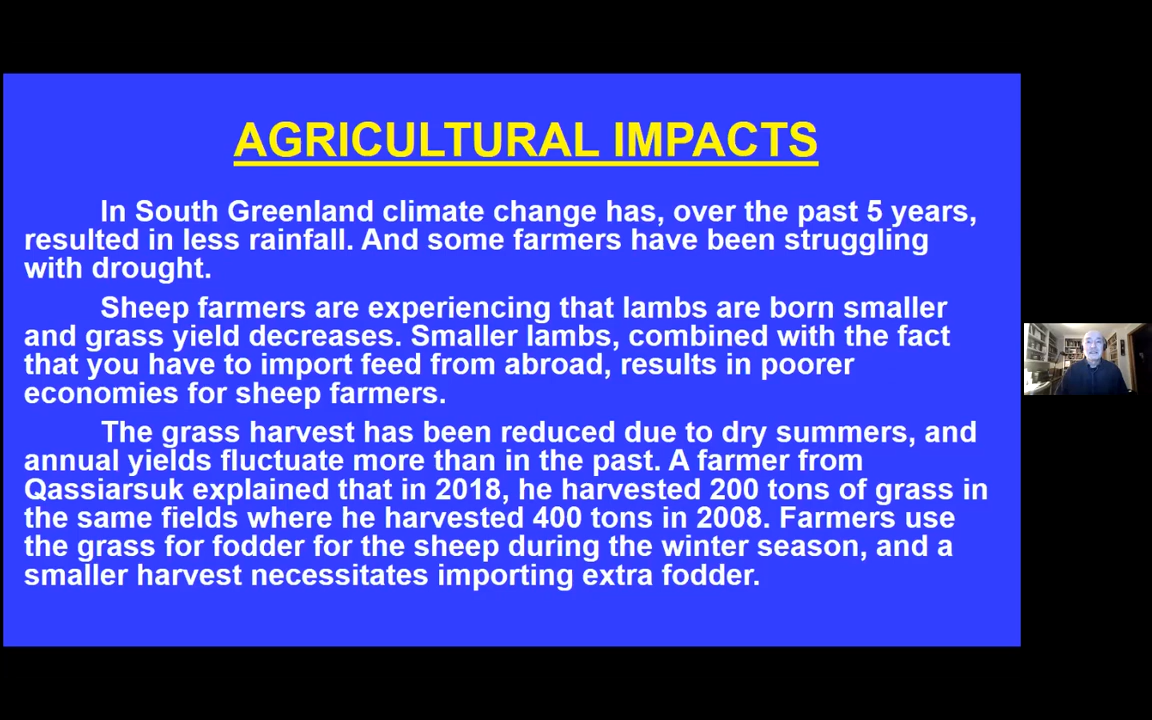 AGRICULTURAL IMPACTS
In South Greenland climate change has, over the past 5 years,
resulted in less rainfall. And some farmers have been struggling
with drought.
Sheep farmers are experiencing that lambs are born smaller
and grass yield decreases. Smaller lambs, combined with the fact
that you have to import feed from abroad, results in poorer
economies for sheep farmers.
The grass harvest has been reduced due to dry summers, and
annual yields fluctuate more than in the past. A farmer from
Qassiarsuk explained that in 2018, he harvested 200 tons of grass in
the same fields where he harvested 400 tons in 2008. Farmers use
the grass for fodder for the sheep during the winter season, and a
smaller harvest necessitates importing extra fodder.